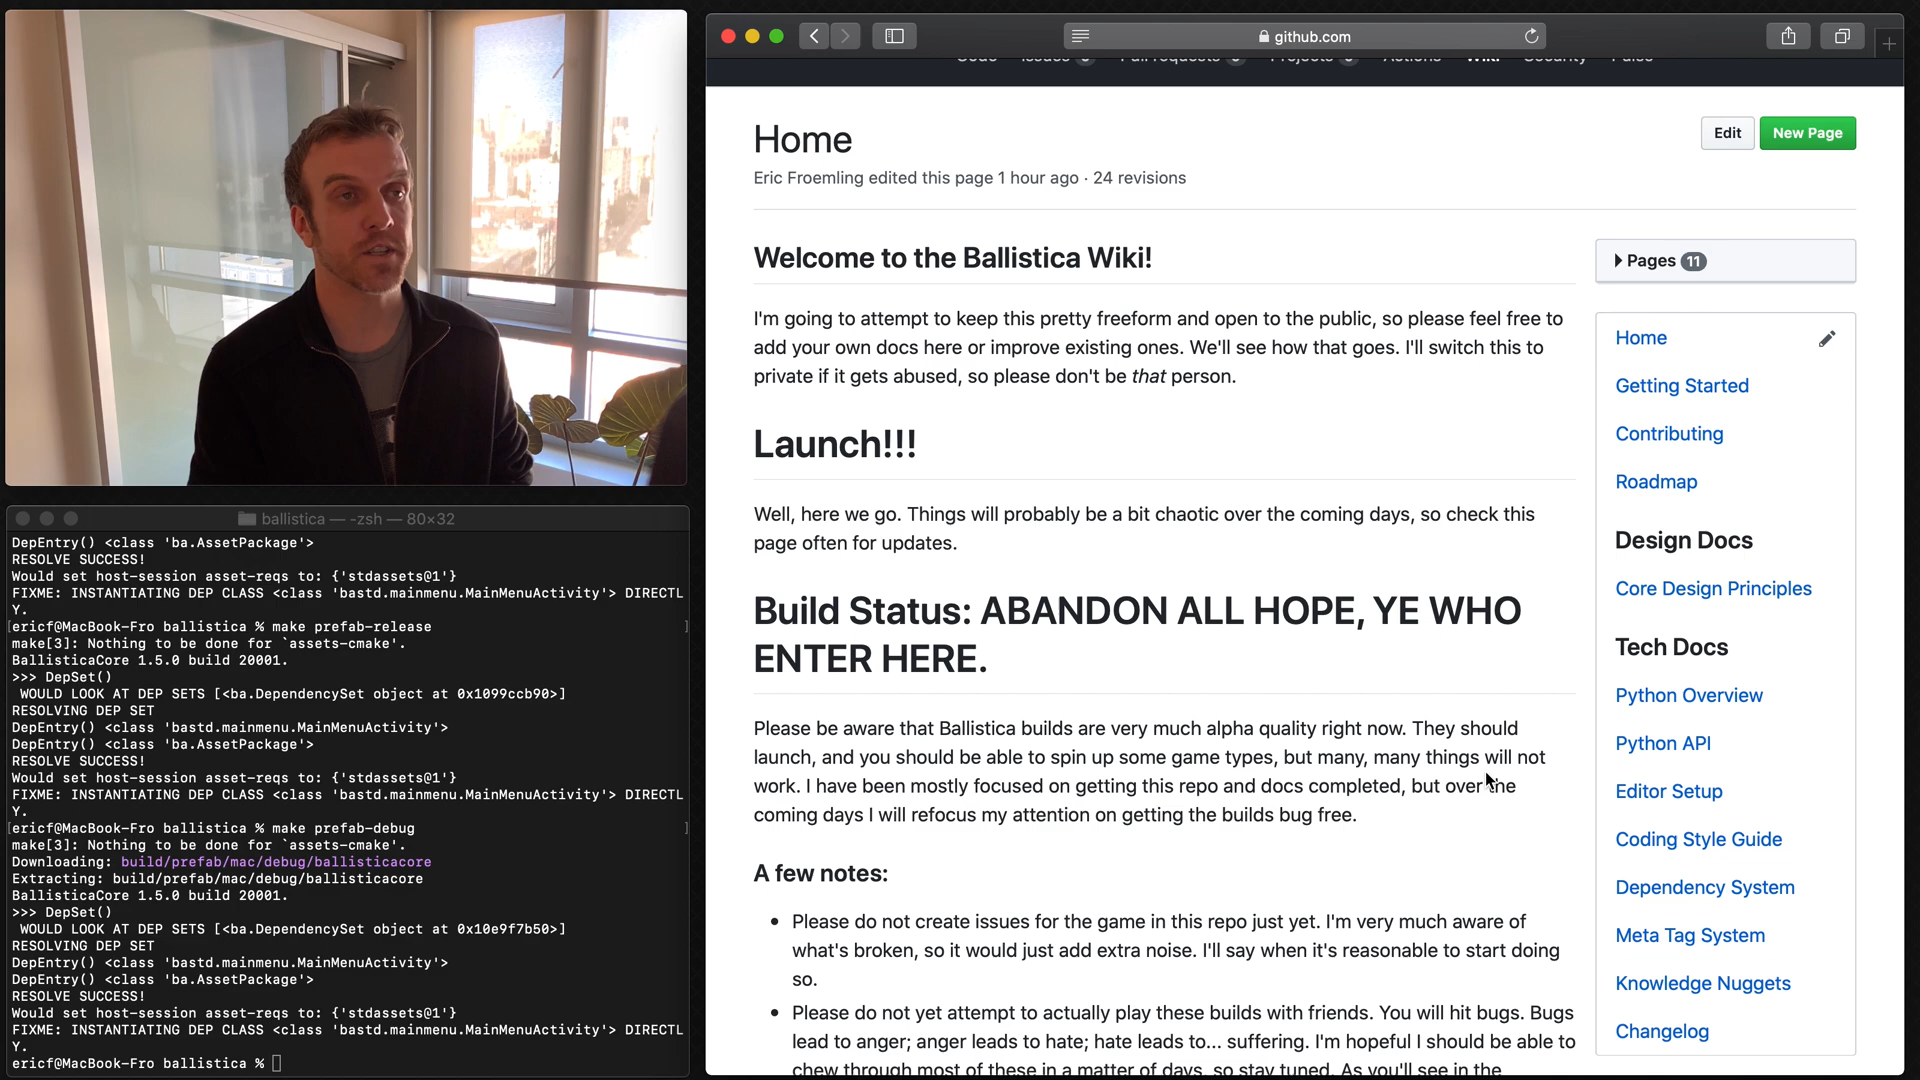 ballistica — -zsh — 80×32
DepEntry() <class 'ba.AssetPackage'>
RESOLVE SUCCESS!
Would set host-session asset-reqs to: {'stdassets@1'}
FIXME: INSTANTIATING DEP CLASS <class 'bastd.mainmenu.MainMenuActivity'> DIRECTL
Y.
[ericf@MacBook-Fro ballistica % make prefab-release ]
make[3]: Nothing to be done for `assets-cmake'.
BallisticaCore 1.5.0 build 20001.
>>> DepSet()
WOULD LOOK AT DEP SETS [<ba.DependencySet object at 0x1099ccb90>]
RESOLVING DEP SET
DepEntry() <class 'bastd.mainmenu.MainMenuActivity'>
DepEntry() <class 'ba.AssetPackage'>
RESOLVE SUCCESS!
Would set host-session asset-reqs to: {'stdassets@1'}
FIXME: INSTANTIATING DEP CLASS <class 'bastd.mainmenu.MainMenuActivity'> DIRECTL
Y.
[ericf@MacBook-Fro ballistica % make prefab-debug ]
make[3]: Nothing to be done for `assets-cmake'.
Downloading: build/prefab/mac/debug/ballisticacore
Extracting: build/prefab/mac/debug/ballisticacore
BallisticaCore 1.5.0 build 20001.
>>> DepSet()
WOULD LOOK AT DEP SETS [<ba.DependencySet object at 0x10e9f7b50>]
RESOLVING DEP SET
DepEntry() <class 'bastd.mainmenu.MainMenuActivity'>
DepEntry() <class 'ba.AssetPackage'>
RESOLVE SUCCESS!
Would set host-session asset-reqs to: {'stdassets@1'}
FIXME: INSTANTIATING DEP CLASS <class 'bastd.mainmenu.MainMenuActivity'> DIRECTL
Y.
ericf@MacBook-Fro ballistica %
github.com
Home
Edit
New Page
Eric Froemling edited this page 1 hour ago · 24 revisions
Welcome to the Ballistica Wiki!
I'm going to attempt to keep this pretty freeform and open to the public, so please feel free to
add your own docs here or improve existing ones. We'll see how that goes. I'll switch this to
private if it gets abused, so please don't be that person.
Launch!!!
Well, here we go. Things will probably be a bit chaotic over the coming days, so check this
page often for updates.
Build Status: ABANDON ALL HOPE, YE WHO
ENTER HERE.
Please be aware that Ballistica builds are very much alpha quality right now. They should
launch, and you should be able to spin up some game types, but many, many things will not
work. I have been mostly focused on getting this repo and docs completed, but over the
coming days I will refocus my attention on getting the builds bug free.
A few notes:
• Please do not create issues for the game in this repo just yet. I'm very much aware of
what's broken, so it would just add extra noise. I'll say when it's reasonable to start doing
so.
• Please do not yet attempt to actually play these builds with friends. You will hit bugs. Bugs
lead to anger; anger leads to hate; hate leads to... suffering. I'm hopeful I should be able to
chew through most of these in a matter of days, so stay tuned. As you'll see in the
Pages 11
Home
Getting Started
Contributing
Roadmap
Design Docs
Core Design Principles
Tech Docs
Python Overview
Python API
Editor Setup
Coding Style Guide
Dependency System
Meta Tag System
Knowledge Nuggets
Changelog